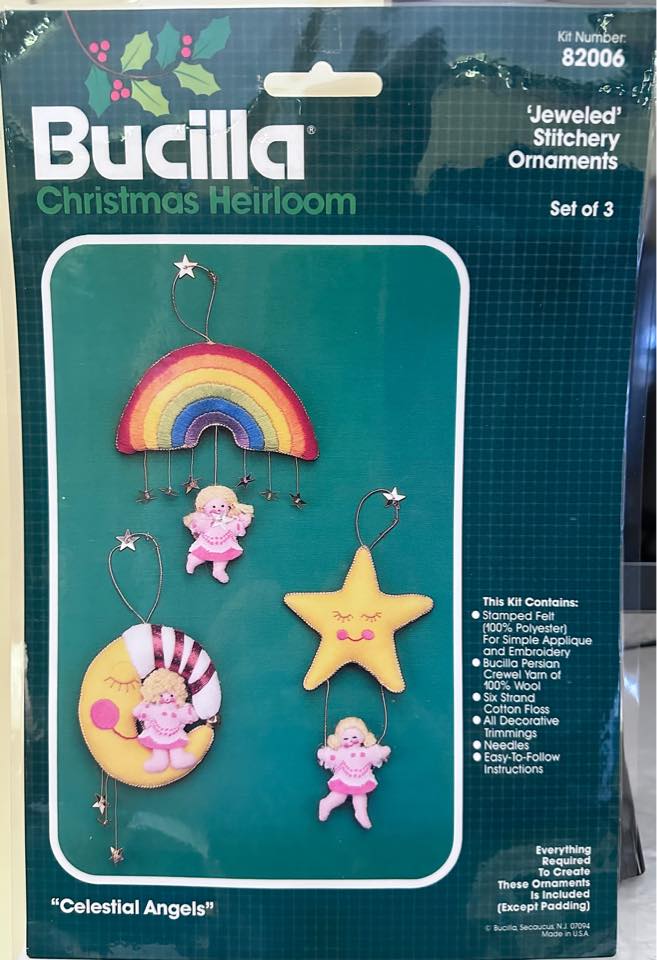 Kit Number:
82006
Bucilla®
Christmas Heirloom
'Jeweled'
Stitchery
Ornaments
Set of 3
This Kit Contains:
● Stamped Felt
(100% Polyester)
For Simple Applique
and Embroidery
● Bucilla Persian
Crewel Yarn of
100% Wool
● Six Strand
Cotton Floss
● All Decorative
Trimmings
● Needles
● Easy-To-Follow
Instructions
Everything
Required
To Create
These Ornaments
Is Included
(Except Padding)
"Celestial Angels"
© Bucilla, Secaucus, N.J. 07094
Made in U.S.A.